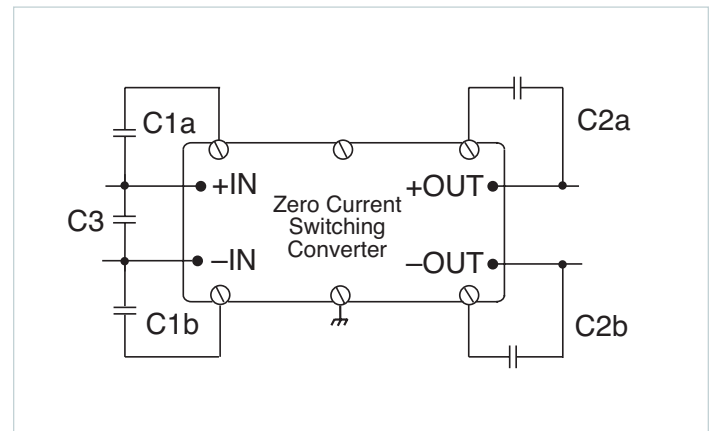 C1a
C2a
+IN
+OUT
Zero Current
Switching
Converter
C3
–IN
–OUT
C1b
C2b